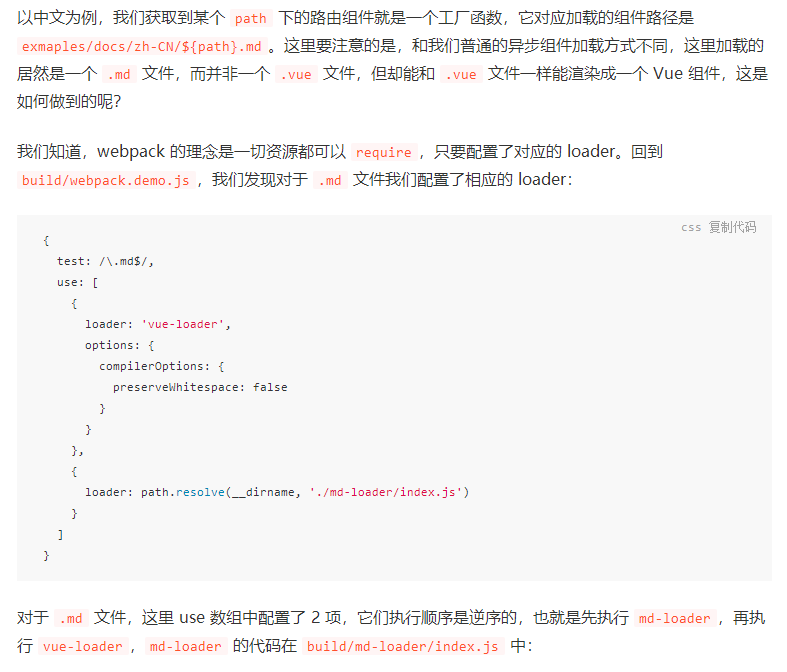 以中文为例，我们获取到某个 path 下的路由组件就是一个工厂函数，它对应加载的组件路径是
exmaples/docs/zh-CN/${path}.md 。这里要注意的是，和我们普通的异步组件加载方式不同，这里加载的
居然是一个 .md 文件，而并非一个 .vue 文件，但却能和 .vue 文件一样能渲染成一个 Vue 组件，这是
如何做到的呢？
我们知道，webpack 的理念是一切资源都可以 require ，只要配置了对应的 loader。回到
build/webpack.demo.js ，我们发现对于 .md 文件我们配置了相应的 loader：
css 复制代码
{
  test: /\.md$/,
  use: [
    {
      loader: 'vue-loader',
      options: {
        compilerOptions: {
          preserveWhitespace: false
        }
      }
    },
    {
      loader: path.resolve(__dirname, './md-loader/index.js')
    }
  ]
}
对于 .md 文件，这里 use 数组中配置了 2 项，它们执行顺序是逆序的，也就是先执行 md-loader ，再执
行 vue-loader ，md-loader 的代码在 build/md-loader/index.js 中：